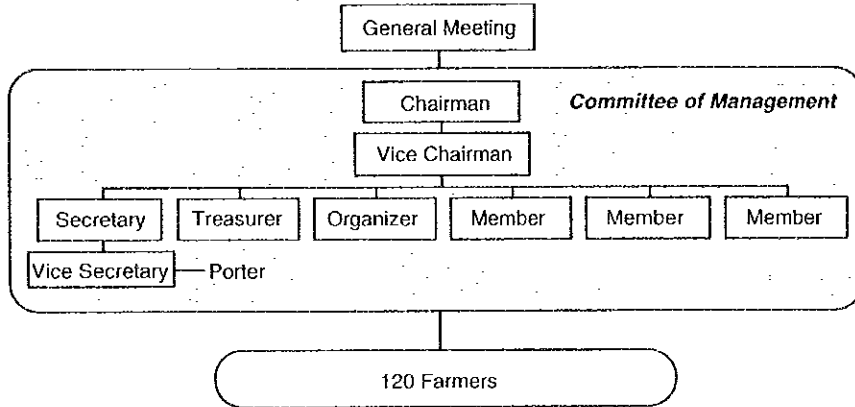 General Meeting
Chairman
Committee of Management
Vice Chairman
Secretary
Treasurer
Organizer
Member
Member
Member
Vice Secretary
Porter
120 Farmers